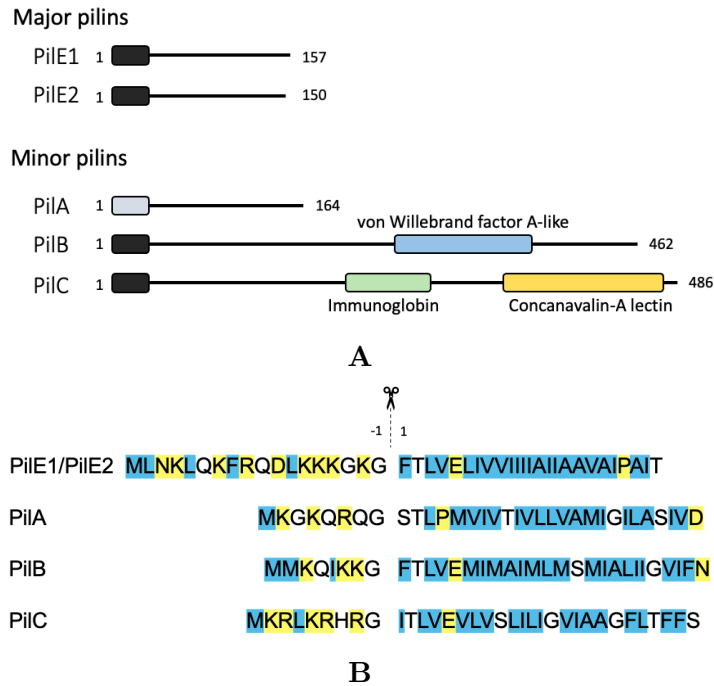 Major pilins
PilE1 1 157
PilE2 1 150
Minor pilins
PilA 1 164
von Willebrand factor A-like
PilB 1 462
PilC 1 486
Immunoglobin Concanavalin-A lectin
A
-1 1
PilE1/PilE2 MLNKLQKFRQDLKKKGKG FTLVELIVVIIIIAIIAAVAIPAIT
PilA MKGKQRQG STLPMVIVTIVLLVAMIGILASIVD
PilB MMKQIKKG FTLVEMIMAIMLMSMIALIIGVIFN
PilC MKRLKRHRG ITLVEVLVSLILIGVIAAGFLTFFS
B